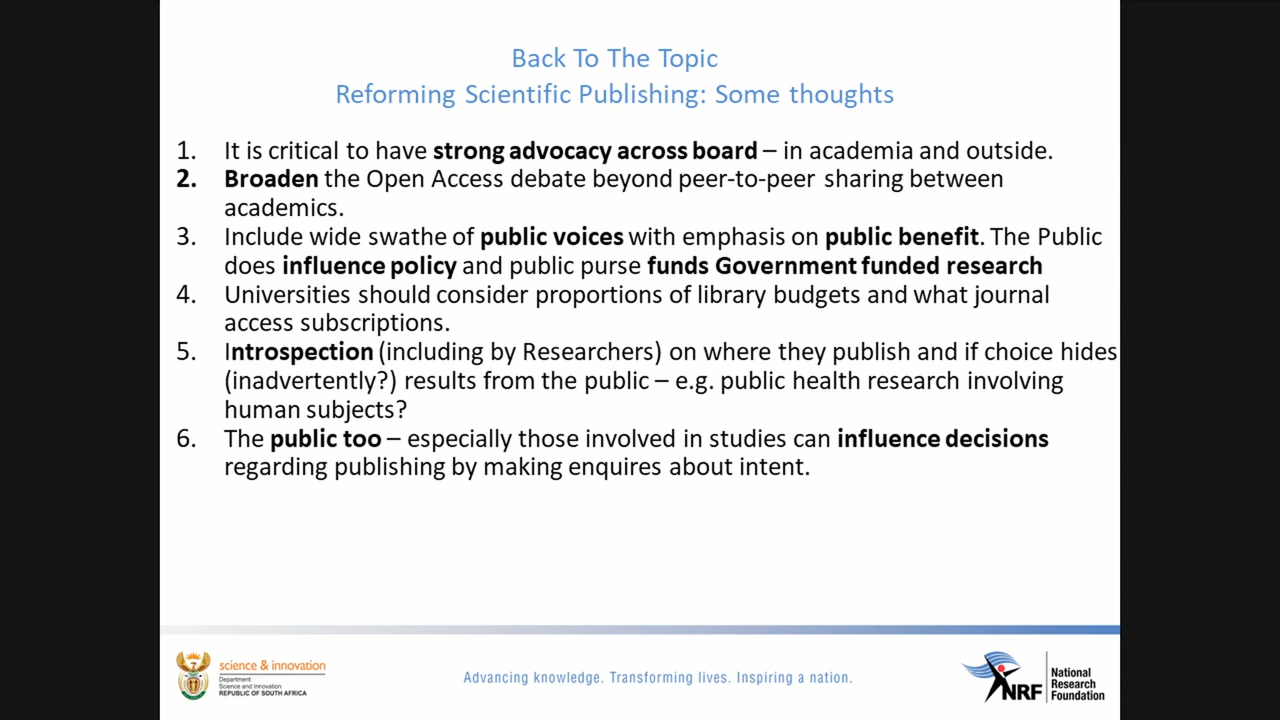 Back To The Topic
Reforming Scientific Publishing: Some thoughts
1. It is critical to have strong advocacy across board – in academia and outside.
2. Broaden the Open Access debate beyond peer-to-peer sharing between
academics.
3. Include wide swathe of public voices with emphasis on public benefit. The Public
does influence policy and public purse funds Government funded research
4. Universities should consider proportions of library budgets and what journal
access subscriptions.
5. Introspection (including by Researchers) on where they publish and if choice hides
(inadvertently?) results from the public – e.g. public health research involving
human subjects?
6. The public too – especially those involved in studies can influence decisions
regarding publishing by making enquires about intent.
science & innovation
Department:
Science and Innovation
REPUBLIC OF SOUTH AFRICA
Advancing knowledge. Transforming lives. Inspiring a nation.
NRF
National
Research
Foundation